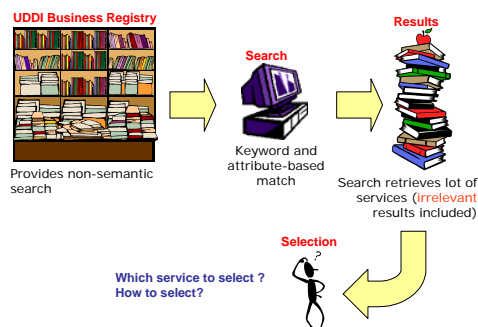 UDDI Business Registry
Provides non-semantic
search
Search
Keyword and
attribute-based
match
Results
Search retrieves lot of
services (irrelevant
results included)
Selection
?
Which service to select ?
How to select?